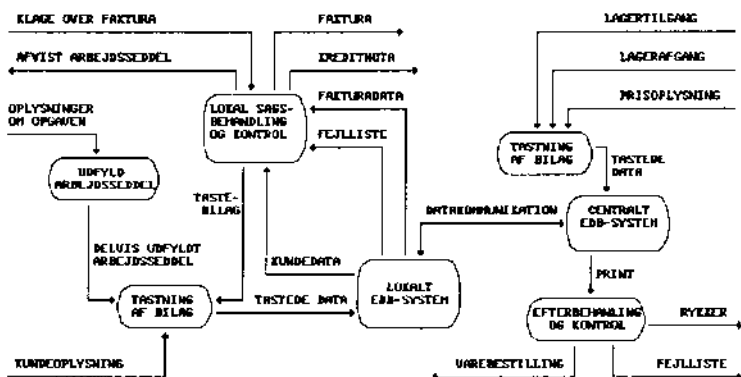 KLAGE OVER FAKTURA
FAKTURA
LAGERTILGANG
AFVIST ARBEJDSSEDDEL
KREDITNOTA
LAGERAFGANG
FAKTURADATA
PRISOPLYSNING
OPLYSNINGER
OM OPGAVEN
LOKAL SAGS-
BEHANDLING
OG KONTROL
FEJLLISTE
TASTNING
AF BILAG
TASTEDE
DATA
UDFYLD
ARBEJDSSEDDEL
TASTE-
BILAG
DATAKOMMUNIKATION
CENTRALT
EDB-SYSTEM
DELVIS UDFYLDT
ARBEJDSSEDDEL
KUNDEDATA
LOKALT
EDB-SYSTEM
PRINT
TASTNING
AF BILAG
TASTEDE DATA
EFTERBEHANDLING
OG KONTROL
RYKKER
KUNDEOPLYSNING
VAREBESTILLING
FEJLLISTE